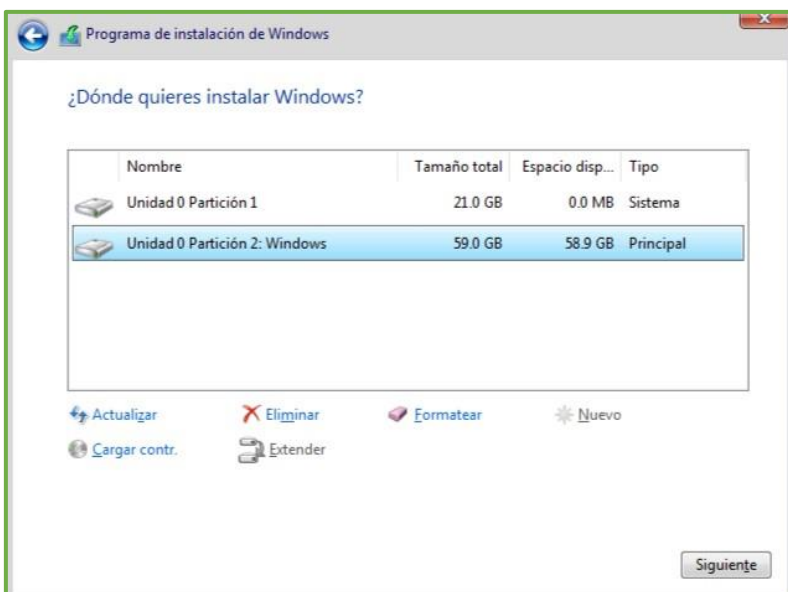 Programa de instalación de Windows
¿Dónde quieres instalar Windows?
Nombre Tamaño total Espacio disp... Tipo
Unidad 0 Partición 1 21.0 GB 0.0 MB Sistema
Unidad 0 Partición 2: Windows 59.0 GB 58.9 GB Principal
Actualizar Eliminar Formatear Nuevo
Cargar contr. Extender
Siguiente